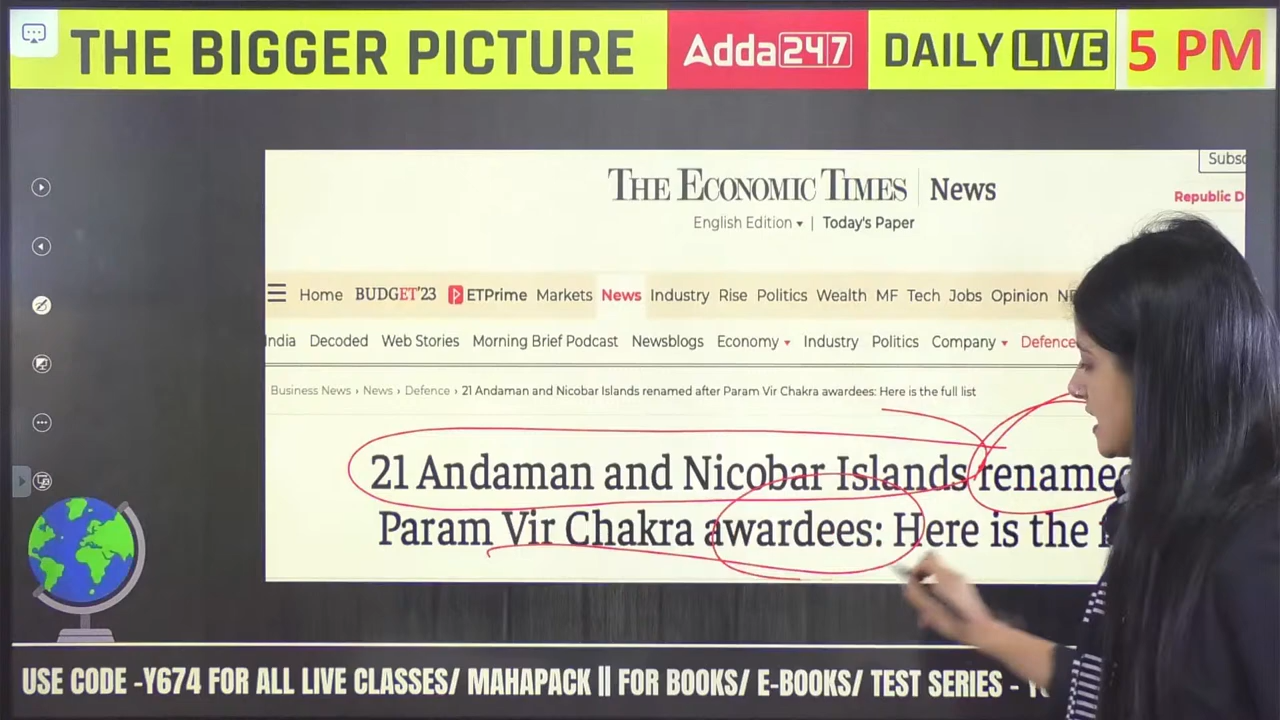 THE BIGGER PICTURE Adda247 DAILY LIVE 5 PM
THE ECONOMIC TIMES News
Republic
English Edition | Today's Paper
Home BUDGET'23 ETPrime Markets News Industry Rise Politics Wealth MF Tech Jobs Opinion
Decoded Web Stories Morning Brief Podcast Newsblogs Economy Industry Politics Company Defence
Business News › News › Defence › 21 Andaman and Nicobar Islands renamed after Param Vir Chakra awardees: Here is the full list
21 Andaman and Nicobar Islands renamed
Param Vir Chakra awardees: Here is the
USE CODE -Y674 FOR ALL LIVE CLASSES/ MAHAPACK || FOR BOOKS/ E-BOOKS/ TEST SERIES -